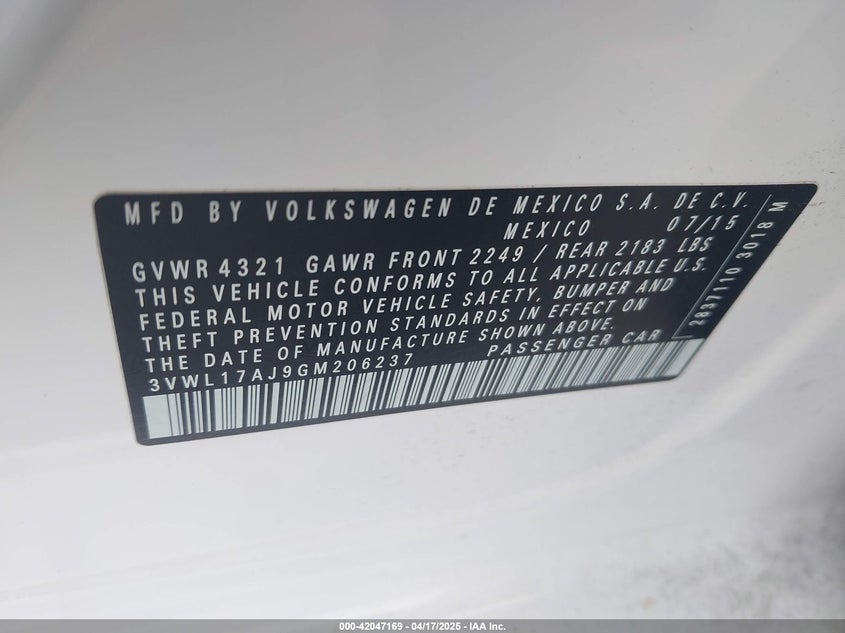 MFD BY VOLKSWAGEN DE MEXICO S.A. DE C.V.
MEXICO 07/15
GVWR 4321 GAWR FRONT 2249 / REAR 2183 LBS
THIS VEHICLE CONFORMS TO ALL APPLICABLE U.S.
FEDERAL MOTOR VEHICLE SAFETY, BUMPER AND
THEFT PREVENTION STANDARDS IN EFFECT ON
THE DATE OF MANUFACTURE SHOWN ABOVE.
3VWL17AJ9GM206237 PASSENGER CAR
2837110 3018 M
000-42047169 - 04/17/2025 - IAA Inc.